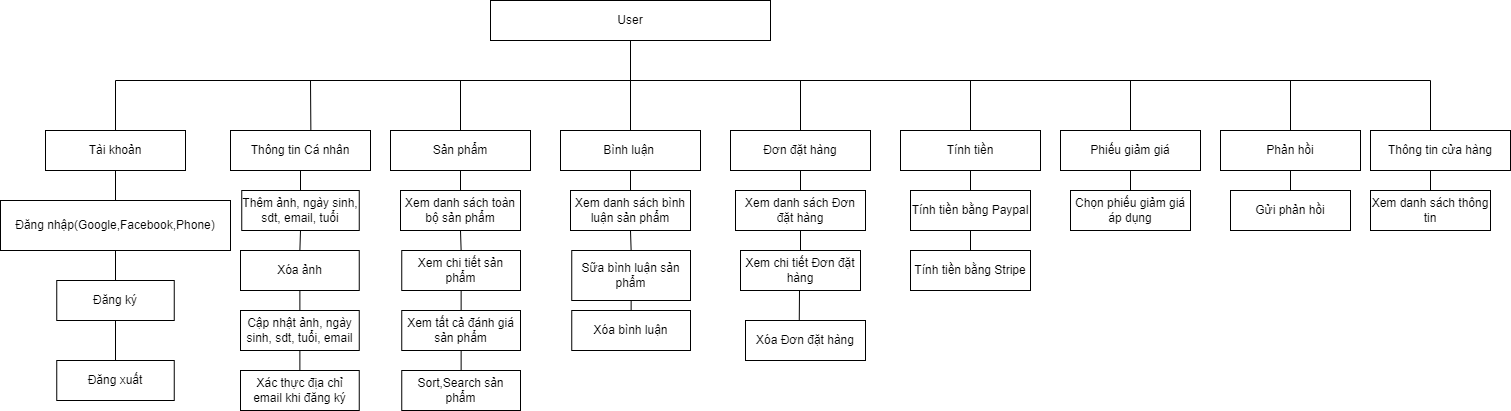 User
Tài khoản
Thông tin Cá nhân
Sản phẩm
Bình luận
Đơn đặt hàng
Tính tiền
Phiếu giảm giá
Phản hồi
Thông tin cửa hàng
Đăng nhập(Google,Facebook,Phone)
Đăng ký
Đăng xuất
Thêm ảnh, ngày sinh,
sdt, email, tuổi
Xóa ảnh
Cập nhật ảnh, ngày
sinh, sdt, tuổi, email
Xác thực địa chỉ
email khi đăng ký
Xem danh sách toàn
bộ sản phẩm
Xem chi tiết sản
phẩm
Xem tất cả đánh giá
sản phẩm
Sort,Search sản
phẩm
Xem danh sách bình
luận sản phẩm
Sữa bình luận sản
phẩm
Xóa bình luận
Xem danh sách Đơn
đặt hàng
Xem chi tiết Đơn đặt
hàng
Xóa Đơn đặt hàng
Tính tiền bằng Paypal
Tính tiền bằng Stripe
Chọn phiếu giảm giá
áp dụng
Gửi phản hồi
Xem danh sách thông
tin